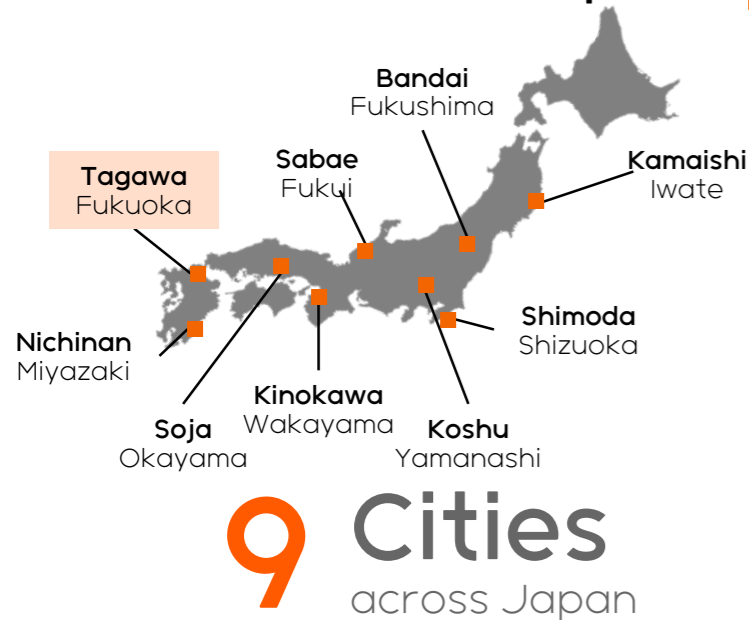 Bandai
Fukushima
Sabae
Fukui
Kamaishi
Iwate
Tagawa
Fukuoka
Shimoda
Shizuoka
Nichinan
Miyazaki
Kinokawa
Wakayama
Soja
Okayama
Koshu
Yamanashi
9 Cities
across Japan